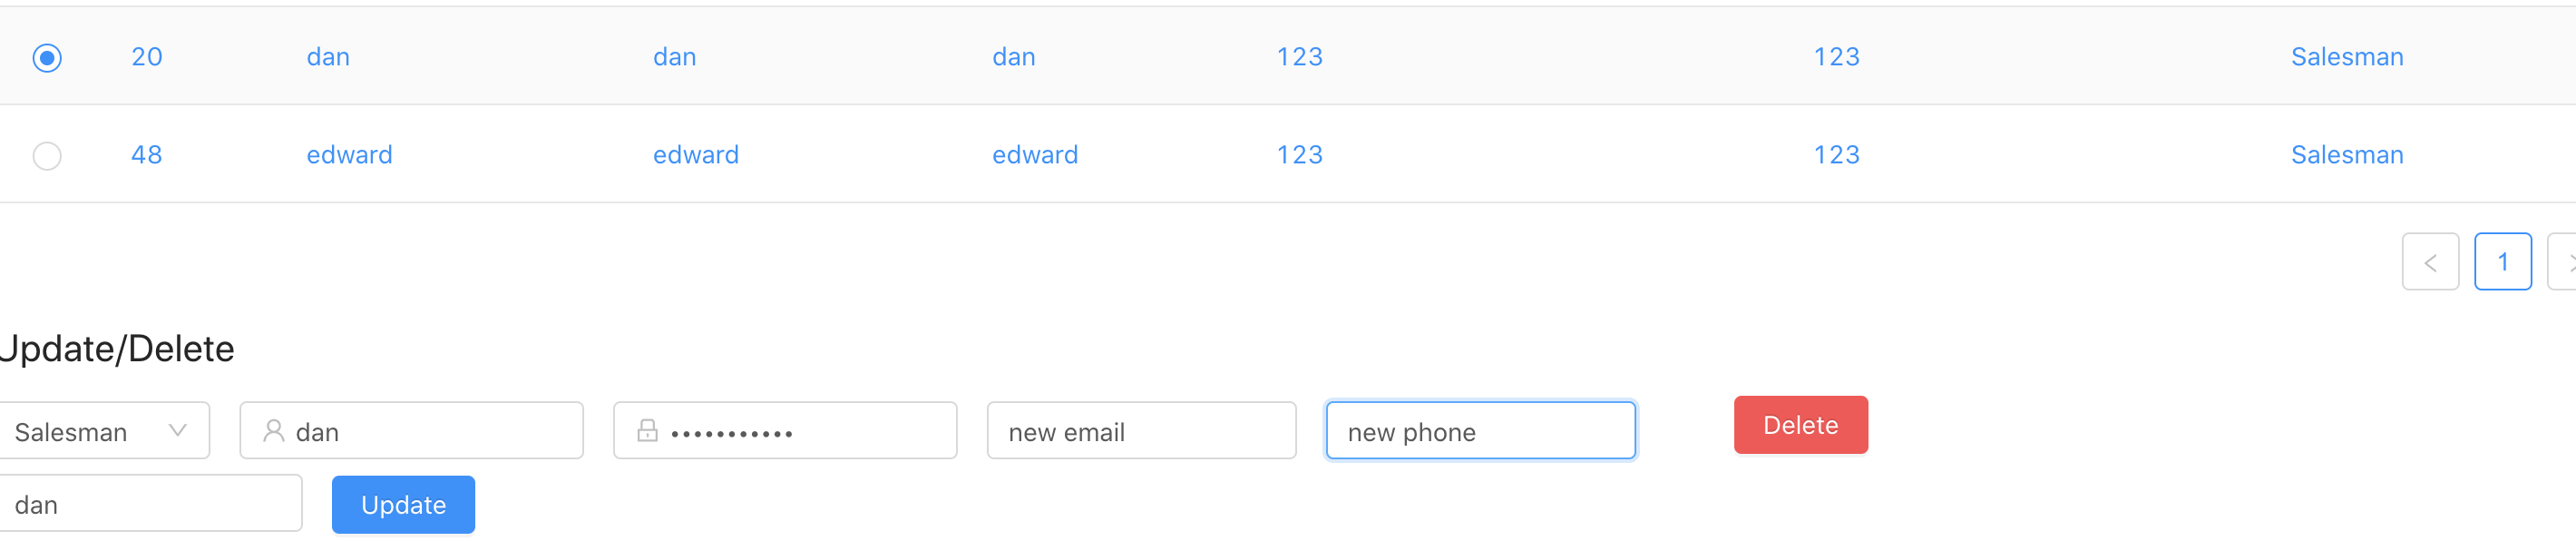 20 dan dan dan 123 123 Salesman
48 edward edward edward 123 123 Salesman
1
Update/Delete
Salesman dan ••••••••••• new email new phone Delete
dan Update